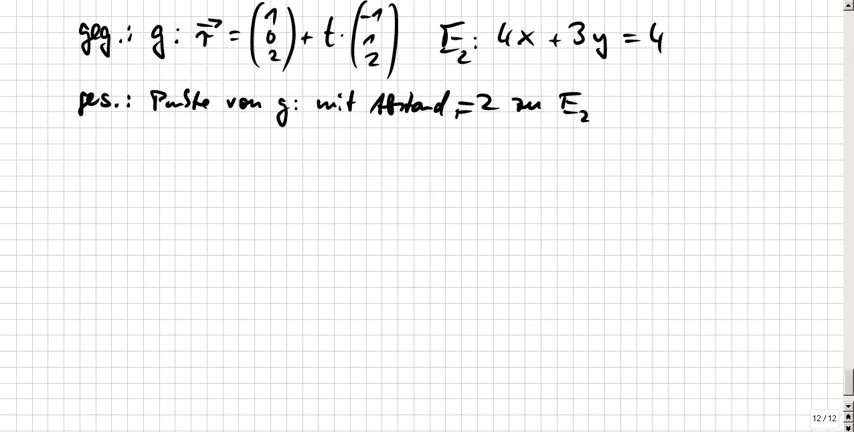 geg.: g: r⃗ = (1 0 2) + t · (-1 1 2) E₂: 4x + 3y = 4
ges.: Punkte von g: mit Abstand = 2 zu E₂
12 / 12